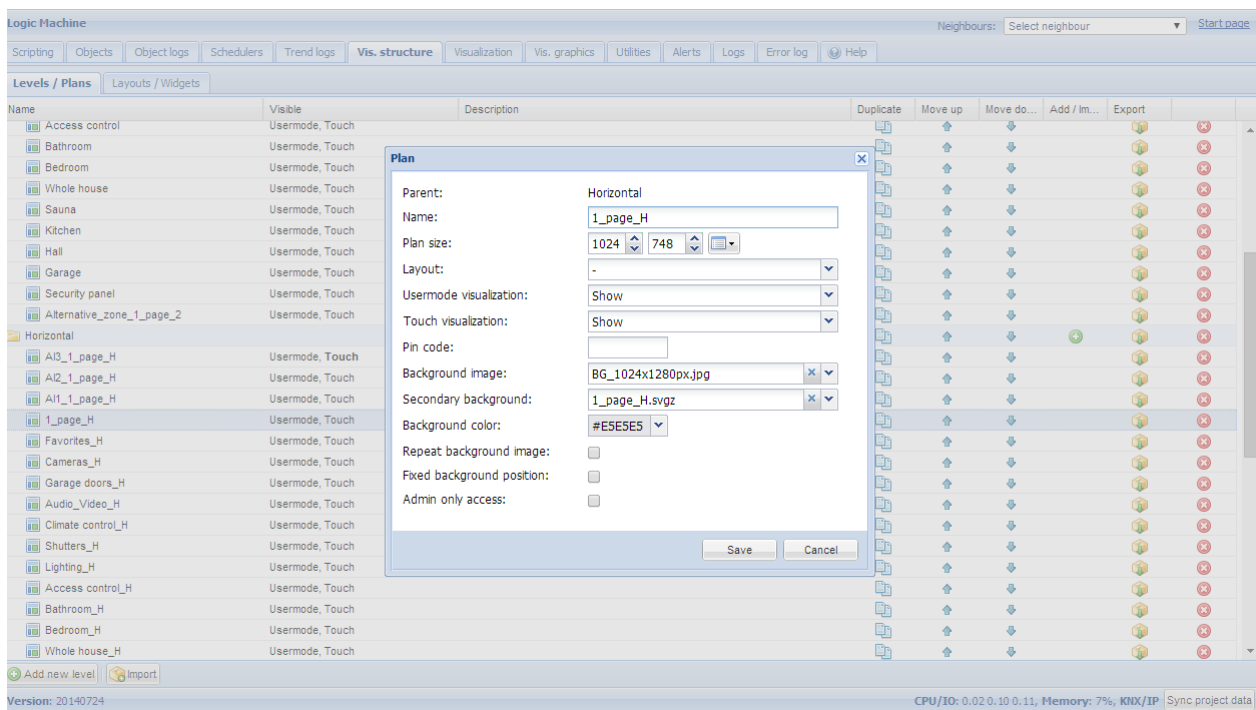 Logic Machine Neighbours: Select neighbour Start page
Scripting Objects Object logs Schedulers Trend logs Vis. structure Visualization Vis. graphics Utilities Alerts Logs Error log Help
Levels / Plans Layouts / Widgets
Name Visible Description Duplicate Move up Move do... Add / Im... Export
Access control Usermode, Touch
Bathroom Usermode, Touch
Bedroom Usermode, Touch
Whole house Usermode, Touch
Sauna Usermode, Touch
Kitchen Usermode, Touch
Hall Usermode, Touch
Garage Usermode, Touch
Security panel Usermode, Touch
Alternative_zone_1_page_2 Usermode, Touch
Horizontal
AI3_1_page_H Usermode, Touch
AI2_1_page_H Usermode, Touch
AI1_1_page_H Usermode, Touch
1_page_H Usermode, Touch
Favorites_H Usermode, Touch
Cameras_H Usermode, Touch
Garage doors_H Usermode, Touch
Audio_Video_H Usermode, Touch
Climate control_H Usermode, Touch
Shutters_H Usermode, Touch
Lighting_H Usermode, Touch
Access control_H Usermode, Touch
Bathroom_H Usermode, Touch
Bedroom_H Usermode, Touch
Whole house_H Usermode, Touch
Plan
Parent: Horizontal
Name: 1_page_H
Plan size: 1024 748
Layout: -
Usermode visualization: Show
Touch visualization: Show
Pin code:
Background image: BG_1024x1280px.jpg
Secondary background: 1_page_H.svgz
Background color: #E5E5E5
Repeat background image:
Fixed background position:
Admin only access:
Save Cancel
Add new level Import
Version: 20140724 CPU/IO: 0.02 0.10 0.11, Memory: 7%, KNX/IP Sync project data